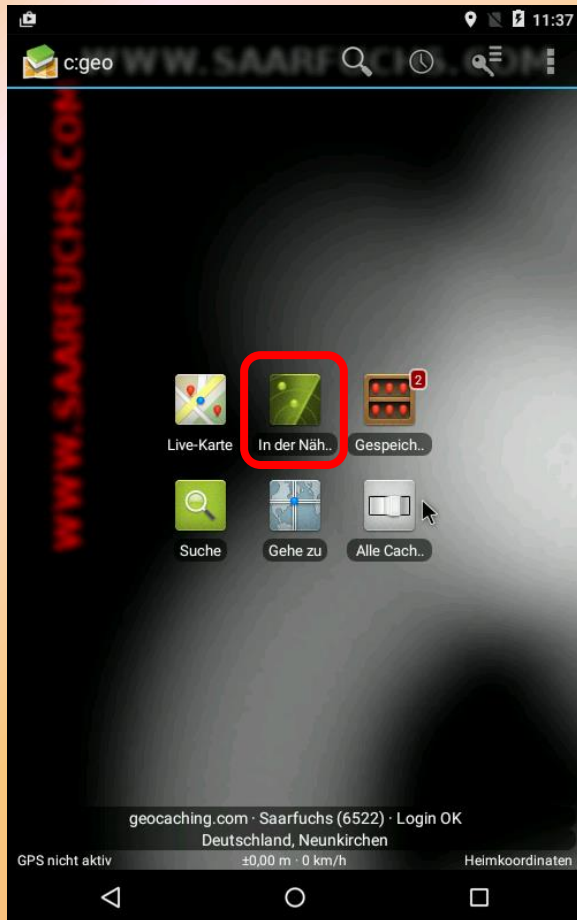 11:37
c:geo
WWW.SAARFUCHS.COM
WWW.SAARFUCHS.COM
2
Live-Karte
In der Näh..
Gespeich..
Suche
Gehe zu
Alle Cach..
geocaching.com · Saarfuchs (6522) · Login OK
Deutschland, Neunkirchen
GPS nicht aktiv
±0,00 m · 0 km/h
Heimkoordinaten